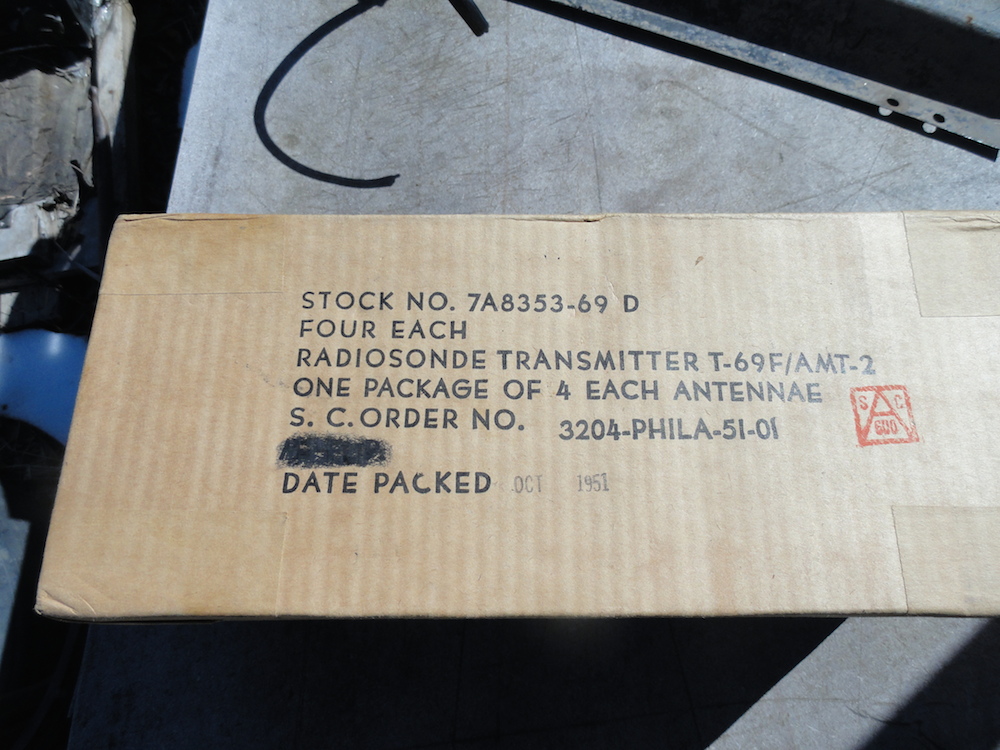 STOCK NO. 7A8353-69 D
FOUR EACH
RADIOSONDE TRANSMITTER T-69F/AMT-2
ONE PACKAGE OF 4 EACH ANTENNAE
S. C. ORDER NO. 3204-PHILA-51-01
S C
A
DATE PACKED OCT 1951